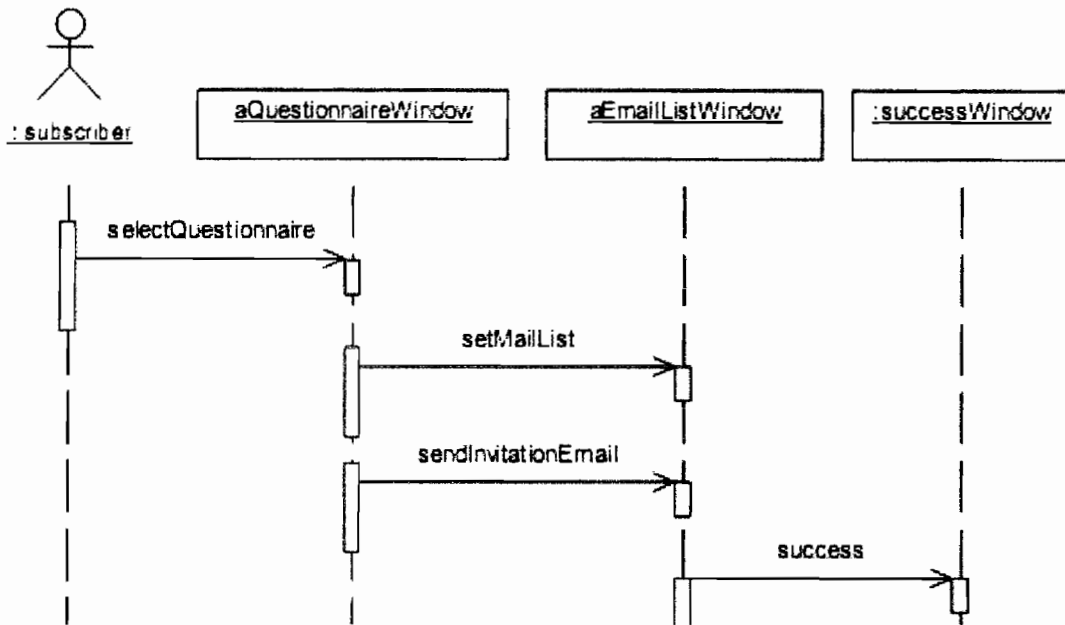 : subscriber
aQuestionnaireWindow
aEmailListWindow
:successWindow
selectQuestionnaire
setMailList
sendInvitationEmail
success